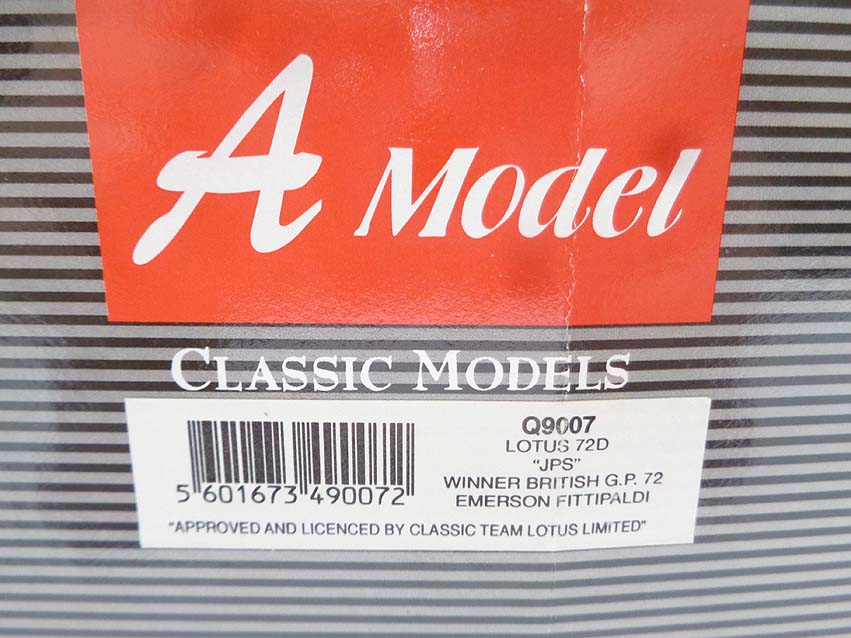 A Model
CLASSIC MODELS
Q9007
LOTUS 72D
"JPS"
WINNER BRITISH G.P. 72
EMERSON FITTIPALDI
5 601673 490072
"APPROVED AND LICENCED BY CLASSIC TEAM LOTUS LIMITED"